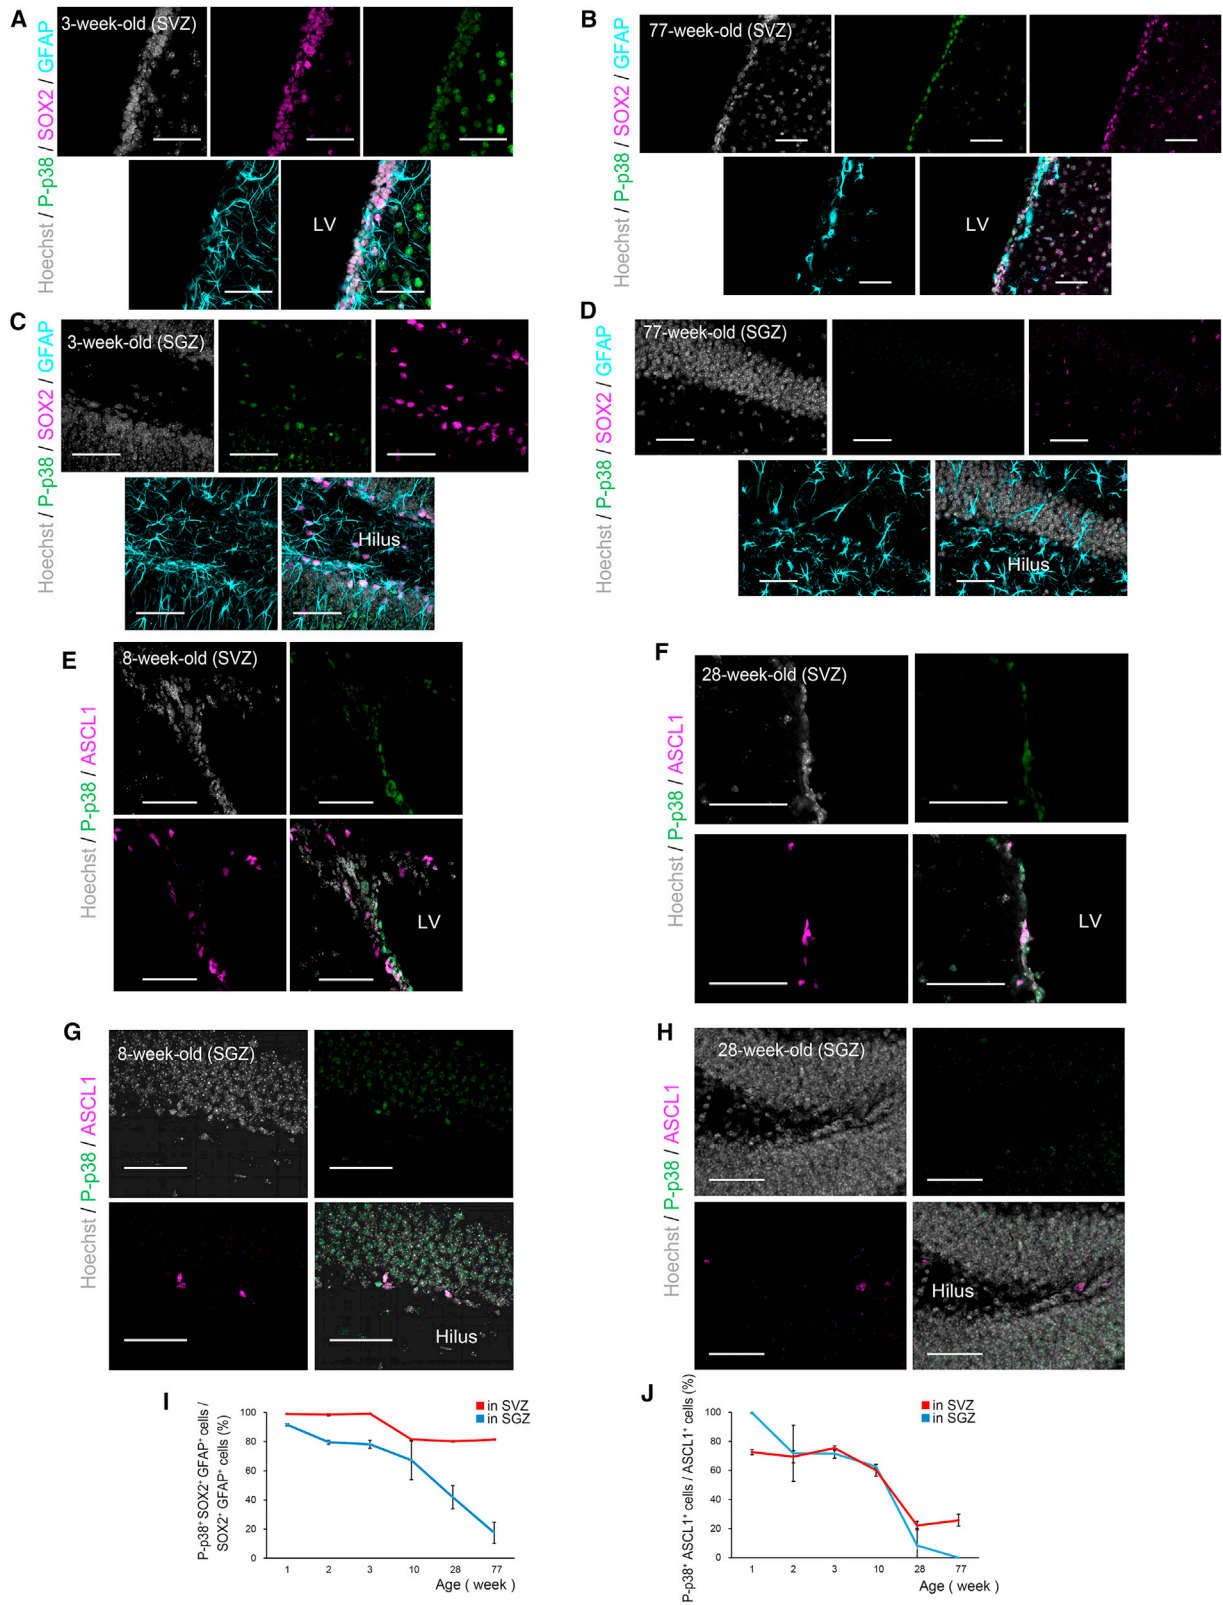 A
3-week-old (SVZ)
Hoechst / P-p38 / SOX2 / GFAP
LV
B
77-week-old (SVZ)
Hoechst / P-p38 / SOX2 / GFAP
LV
C
3-week-old (SGZ)
Hoechst / P-p38 / SOX2 / GFAP
Hilus
D
77-week-old (SGZ)
Hoechst / P-p38 / SOX2 / GFAP
Hilus
E
8-week-old (SVZ)
Hoechst / P-p38 / ASCL1
LV
F
28-week-old (SVZ)
Hoechst / P-p38 / ASCL1
LV
G
8-week-old (SGZ)
Hoechst / P-p38 / ASCL1
Hilus
H
28-week-old (SGZ)
Hoechst / P-p38 / ASCL1
Hilus
I
P-p38⁺ SOX2⁺ GFAP⁺ cells /
SOX2⁺ GFAP⁺ cells (%)
in SVZ
in SGZ
100
80
60
40
20
0
1 2 3 10 28 77
Age ( week )
J
P-p38⁺ ASCL1⁺ cells / ASCL1⁺ cells (%)
in SVZ
in SGZ
100
80
60
40
20
0
1 2 3 10 28 77
Age ( week )